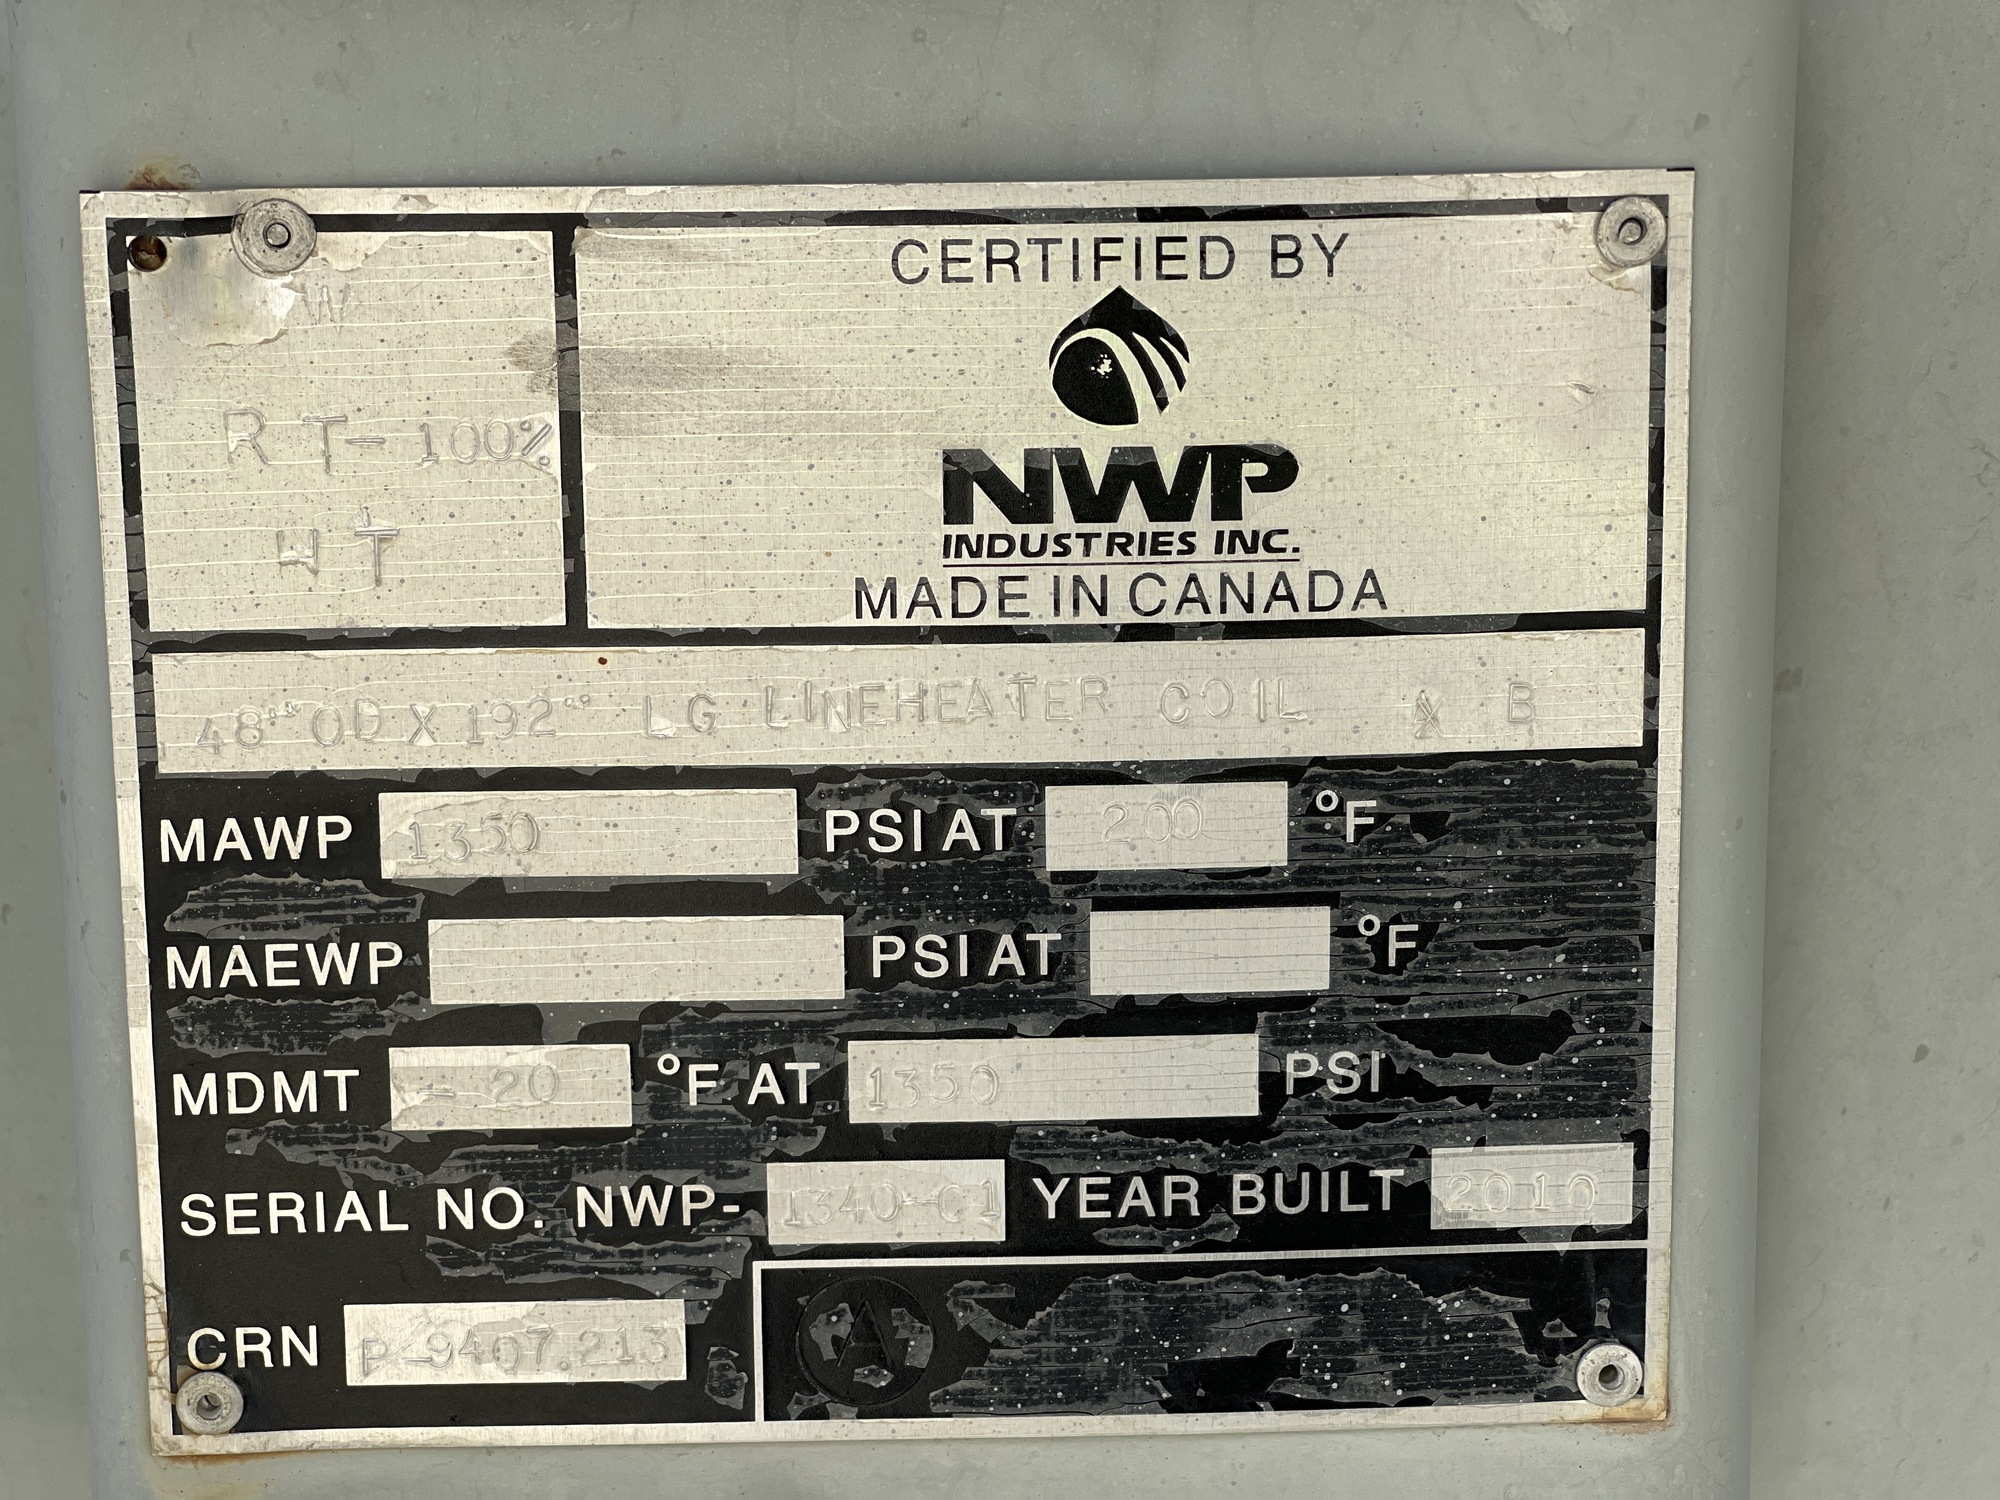 W
RT-100%
HT
CERTIFIED BY
NWP
INDUSTRIES INC.
MADE IN CANADA
48" OD X 192" LG LINEHEATER COIL & B
MAWP 1350 PSI AT 200 °F
MAEWP PSI AT °F
MDMT -20 °F AT 1350 PSI
SERIAL NO. NWP- 1340-C1 YEAR BUILT 2010
CRN P-9407.213
A